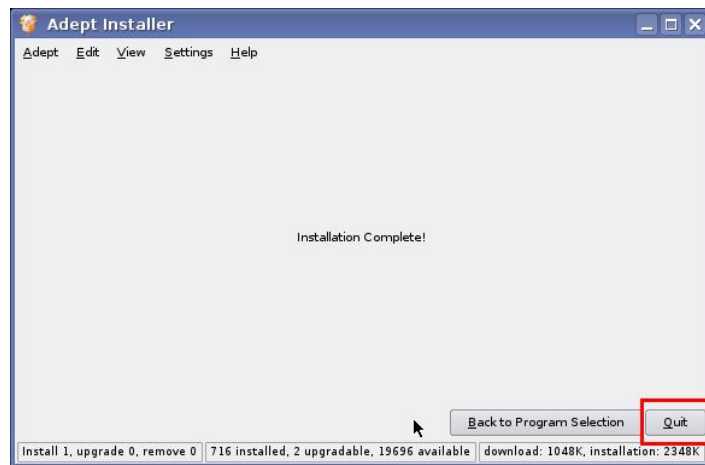 Adept Installer
Adept Edit View Settings Help
Installation Complete!
Back to Program Selection Quit
Install 1, upgrade 0, remove 0 716 installed, 2 upgradable, 19696 available download: 1048K, installation: 2348K